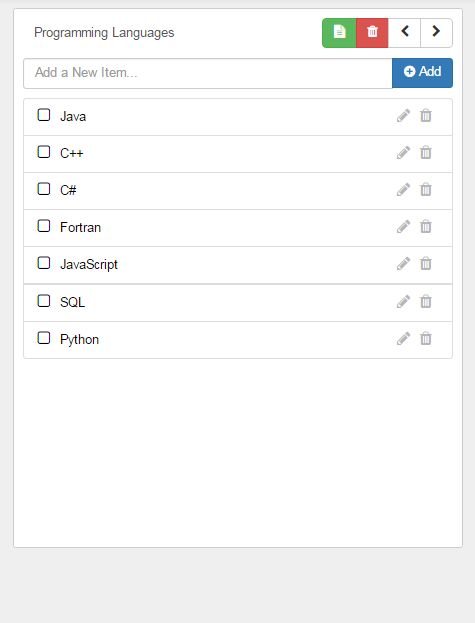 Programming Languages
Add a New Item...
Add
Java
C++
C#
Fortran
JavaScript
SQL
Python